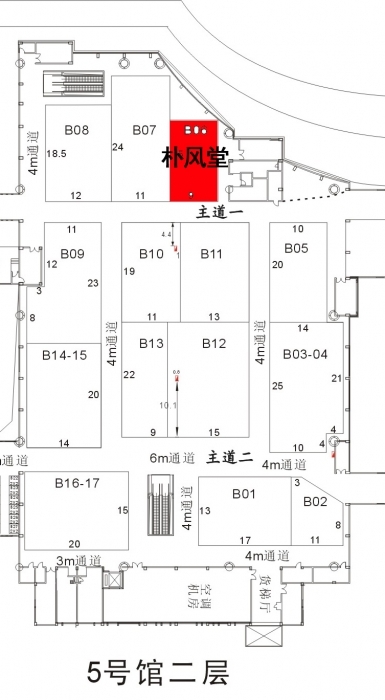 B08
B07
B0
朴风堂
4m通道
18.5
24
12
11
主道一
11
10
4.4
B09
B10
B11
B05
12
19
20
1
3
23
8
11
13
14
4m通道
4m通道
B14-15
B13
B12
B03-04
20
22
0.8
25
21
10.1
14
9
15
4
4
10
6m通道
主道二
4m通道
m通道
B16-17
15
4m通道
B01
3
B02
13
8
20
17
11
3m通道
4m通道
空调
机房
货梯厅
5号馆二层